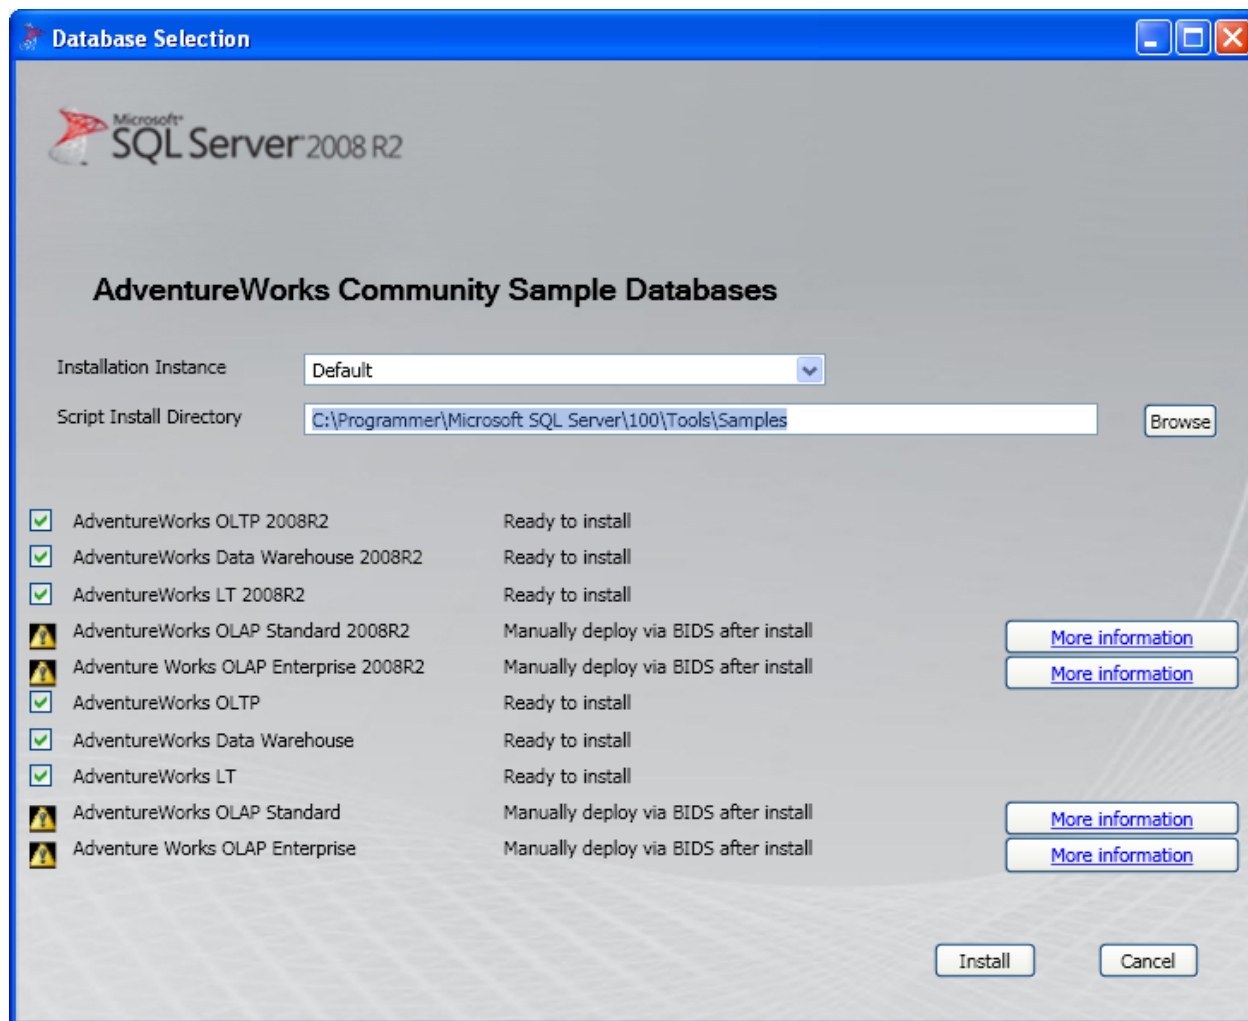 Database Selection
Microsoft®
SQL Server® 2008 R2
AdventureWorks Community Sample Databases
Installation Instance Default
Script Install Directory C:\Programmer\Microsoft SQL Server\100\Tools\Samples Browse
AdventureWorks OLTP 2008R2 Ready to install
AdventureWorks Data Warehouse 2008R2 Ready to install
AdventureWorks LT 2008R2 Ready to install
AdventureWorks OLAP Standard 2008R2 Manually deploy via BIDS after install More information
Adventure Works OLAP Enterprise 2008R2 Manually deploy via BIDS after install More information
AdventureWorks OLTP Ready to install
AdventureWorks Data Warehouse Ready to install
AdventureWorks LT Ready to install
AdventureWorks OLAP Standard Manually deploy via BIDS after install More information
Adventure Works OLAP Enterprise Manually deploy via BIDS after install More information
Install Cancel